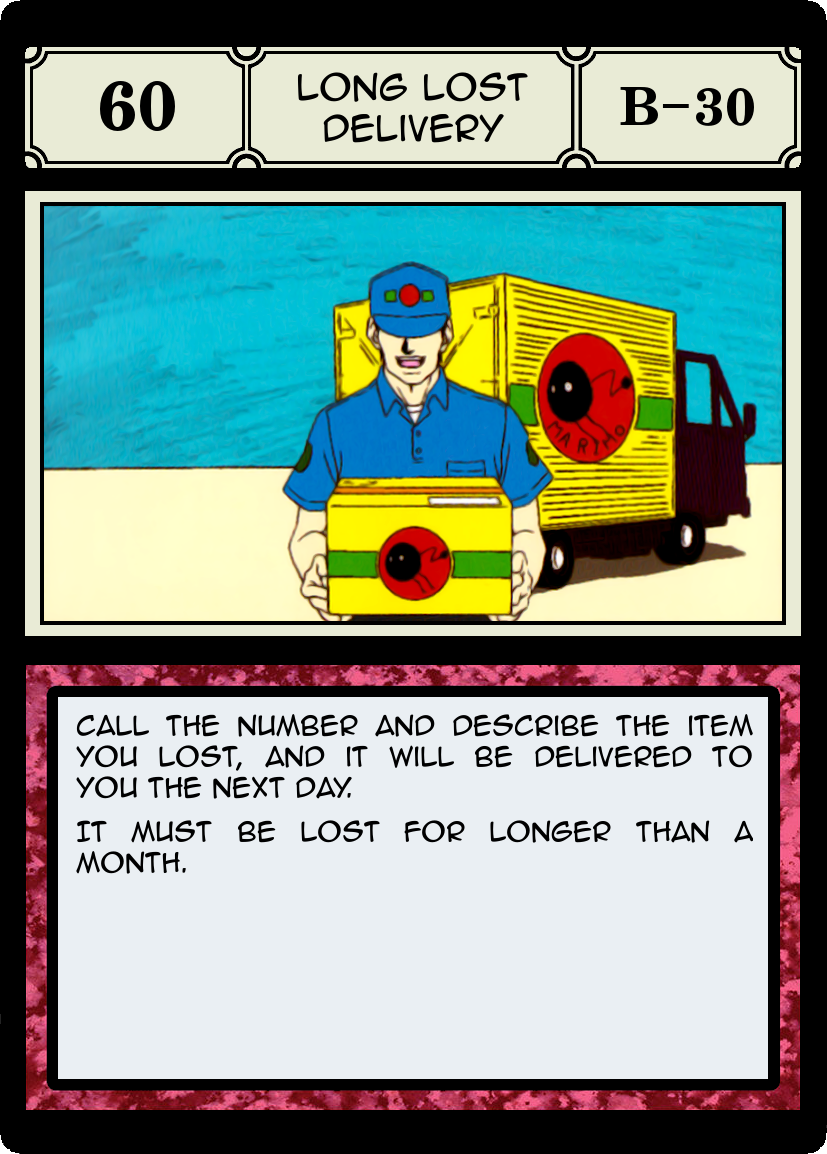 60
LONG LOST
DELIVERY
B-30
MARIMO
CALL THE NUMBER AND DESCRIBE THE ITEM
YOU LOST, AND IT WILL BE DELIVERED TO
YOU THE NEXT DAY.
IT MUST BE LOST FOR LONGER THAN A
MONTH.